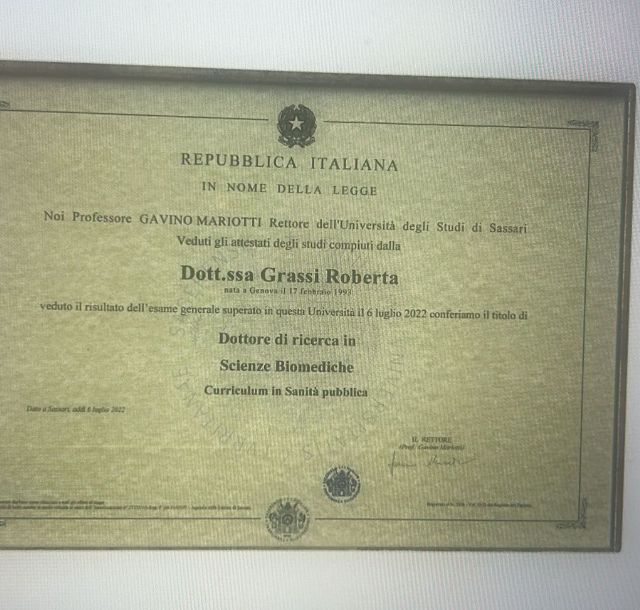 REPUBBLICA ITALIANA
IN NOME DELLA LEGGE
Noi Professore GAVINO MARIOTTI Rettore dell'Università degli Studi di Sassari
Veduti gli attestati degli studi compiuti dalla
Dott.ssa Grassi Roberta
nata a Genova il 17 febbraio 1993
veduto il risultato dell'esame generale superato in questa Università il 6 luglio 2022 conferiamo il titolo di
Dottore di ricerca in
Scienze Biomediche
Curriculum in Sanità pubblica
Dato a Sassari, addì 6 luglio 2022
IL RETTORE
(Prof. Gavino Mariotti)